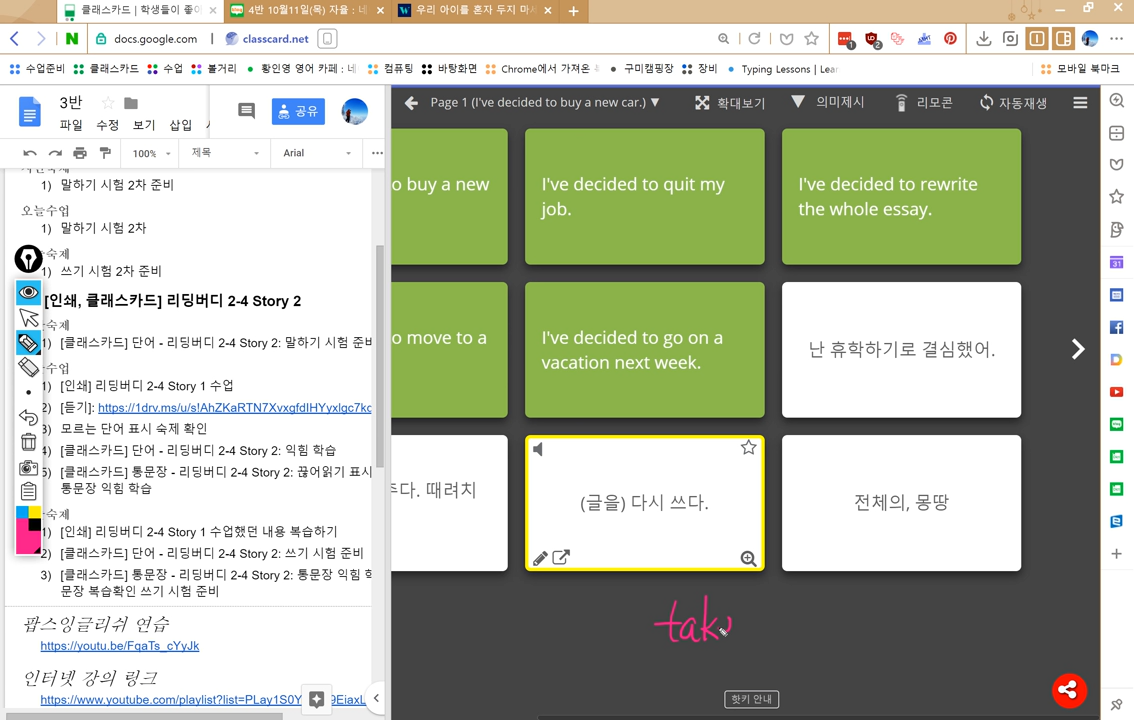 클래스카드 | 학생들이 좋아
4반 10월11일(목) 자율 : 네
우리 아이를 혼자 두지 마세
docs.google.com
classcard.net
수업준비
클래스카드
수업
볼거리
황인영 영어 카페 : 네
컴퓨팅
바탕화면
Chrome에서 가져온
구미캠핑장
장비
Typing Lessons | Lear
모바일 북마크
3반
파일 수정 보기 삽입
공유
100% 제목 Arial
1) 말하기 시험 2차 준비
오늘수업
1) 말하기 시험 2차
숙제
1) 쓰기 시험 2차 준비
[인쇄, 클래스카드] 리딩버디 2-4 Story 2
숙제
1) [클래스카드] 단어 - 리딩버디 2-4 Story 2: 말하기 시험 준비
수업
1) [인쇄] 리딩버디 2-4 Story 1 수업
2) [듣기]: https://1drv.ms/u/s!AhZKaRTN7XvxgfdIHYyxlgc7kq
3) 모르는 단어 표시 숙제 확인
4) [클래스카드] 단어 - 리딩버디 2-4 Story 2: 익힘 학습
5) [클래스카드] 통문장 - 리딩버디 2-4 Story 2: 끊어읽기 표시
통문장 익힘 학습
숙제
1) [인쇄] 리딩버디 2-4 Story 1 수업했던 내용 복습하기
2) [클래스카드] 단어 - 리딩버디 2-4 Story 2: 쓰기 시험 준비
3) [클래스카드] 통문장 - 리딩버디 2-4 Story 2: 통문장 익힘 학
문장 복습확인 쓰기 시험 준비
팝스잉글리쉬 연습
https://youtu.be/FqaTs_cYyJk
인터넷 강의 링크
https://www.youtube.com/playlist?list=PLay1S0Y
Page 1 (I've decided to buy a new car.) ▼
확대보기
의미제시
리모콘
자동재생
o buy a new
I've decided to quit my
job.
I've decided to rewrite
the whole essay.
o move to a
I've decided to go on a
vacation next week.
난 휴학하기로 결심했어.
주다. 때려치
(글을) 다시 쓰다.
전체의, 몽땅
tak
핫키 안내